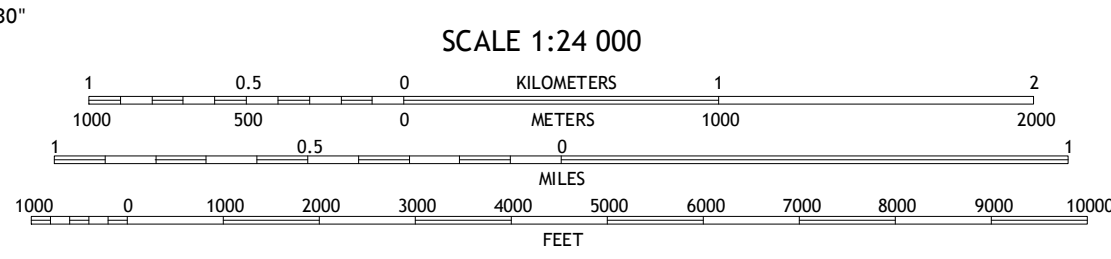 30"
SCALE 1:24 000
1 0.5 0 KILOMETERS 1 2
1000 500 0 METERS 1000 2000
1 0.5 0 1
MILES
1000 0 1000 2000 3000 4000 5000 6000 7000 8000 9000 10000
FEET